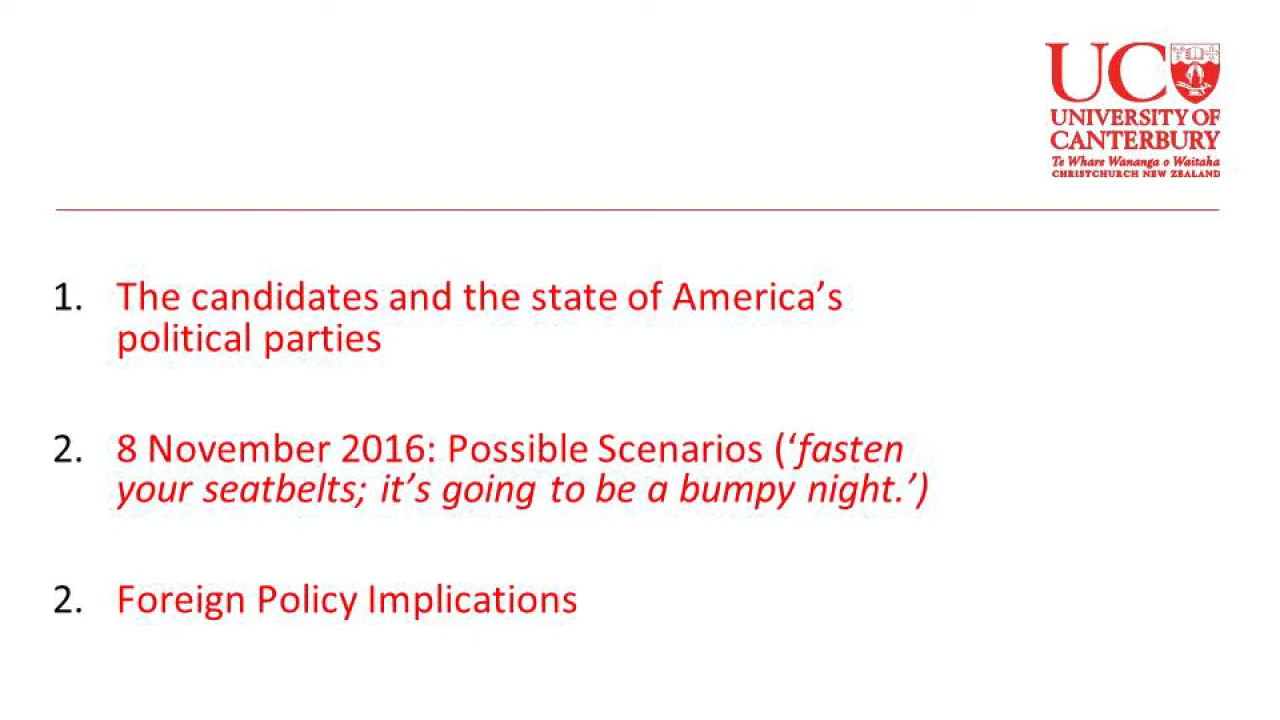 UC
UNIVERSITY OF
CANTERBURY
Te Whare Wānanga o Waitaha
CHRISTCHURCH NEW ZEALAND
1. The candidates and the state of America’s
political parties
2. 8 November 2016: Possible Scenarios (‘fasten
your seatbelts; it’s going to be a bumpy night.’)
2. Foreign Policy Implications